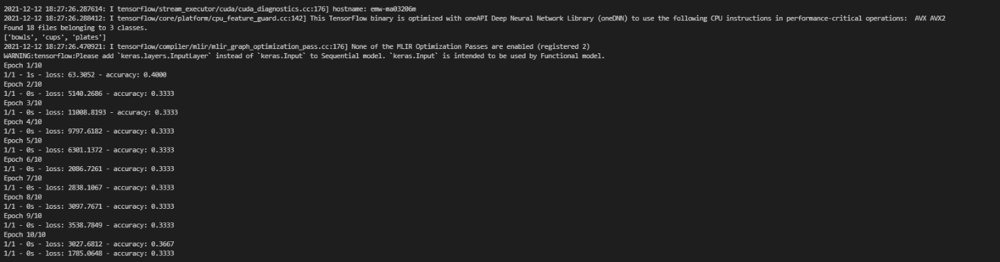 2021-12-12 18:27:26.287614: I tensorflow/stream_executor/cuda/cuda_diagnostics.cc:176] hostname: emw-ma03206m
2021-12-12 18:27:26.288412: I tensorflow/core/platform/cpu_feature_guard.cc:142] This TensorFlow binary is optimized with oneAPI Deep Neural Network Library (oneDNN) to use the following CPU instructions in performance-critical operations:  AVX AVX2
Found 18 files belonging to 3 classes.
['bowls', 'cups', 'plates']
2021-12-12 18:27:26.470921: I tensorflow/compiler/mlir/mlir_graph_optimization_pass.cc:176] None of the MLIR Optimization Passes are enabled (registered 2)
WARNING:tensorflow:Please add `keras.layers.InputLayer` instead of `keras.Input` to Sequential model. `keras.Input` is intended to be used by Functional model.
Epoch 1/10
1/1 - 1s - loss: 63.3052 - accuracy: 0.4000
Epoch 2/10
1/1 - 0s - loss: 5140.2686 - accuracy: 0.3333
Epoch 3/10
1/1 - 0s - loss: 11008.8193 - accuracy: 0.3333
Epoch 4/10
1/1 - 0s - loss: 9797.6182 - accuracy: 0.3333
Epoch 5/10
1/1 - 0s - loss: 6301.1372 - accuracy: 0.3333
Epoch 6/10
1/1 - 0s - loss: 2086.7261 - accuracy: 0.3333
Epoch 7/10
1/1 - 0s - loss: 2838.1067 - accuracy: 0.3333
Epoch 8/10
1/1 - 0s - loss: 3097.7671 - accuracy: 0.3333
Epoch 9/10
1/1 - 0s - loss: 3538.7849 - accuracy: 0.3333
Epoch 10/10
1/1 - 0s - loss: 3027.6812 - accuracy: 0.3667
1/1 - 0s - loss: 1785.0648 - accuracy: 0.3333